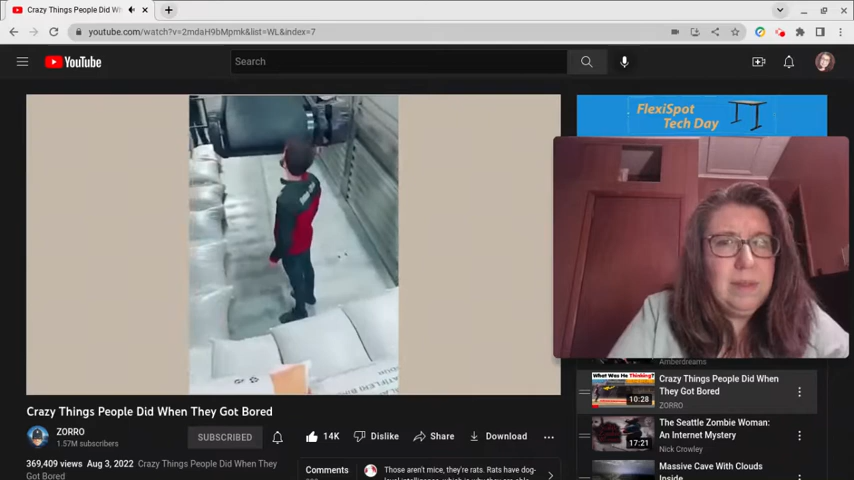 Crazy Things People Did W
youtube.com/watch?v=2mdaH9bMpmk&list=WL&index=7
YouTube
Search
FlexiSpot
Tech Day
Amberdreams
What Was He Thinking?
10:28
Crazy Things People Did
When They Got Bored
ZORRO
17:21
The Seattle Zombie Woman:
An Internet Mystery
Nick Crowley
Massive Cave With Clouds
Inside
Crazy Things People Did When They Got Bored
ZORRO
1.57M subscribers
SUBSCRIBED
14K
Dislike
Share
Download
369,409 views Aug 3, 2022 Crazy Things People Did When They
Got Bored
Comments
Those aren't mice, they're rats. Rats have dog-